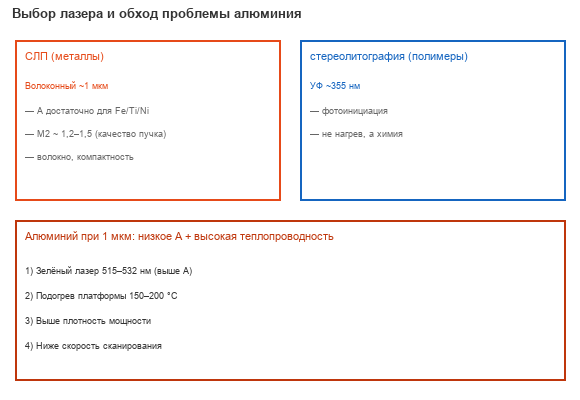 Выбор лазера и обход проблемы алюминия
СЛП (металлы)
Волоконный ~1 мкм
— A достаточно для Fe/Ti/Ni
— M2 ~ 1,2–1,5 (качество пучка)
— волокно, компактность
стереолитография (полимеры)
УФ ~355 нм
— фотоинициация
— не нагрев, а химия
Алюминий при 1 мкм: низкое A + высокая теплопроводность
1) Зелёный лазер 515–532 нм (выше A)
2) Подогрев платформы 150–200 °C
3) Выше плотность мощности
4) Ниже скорость сканирования